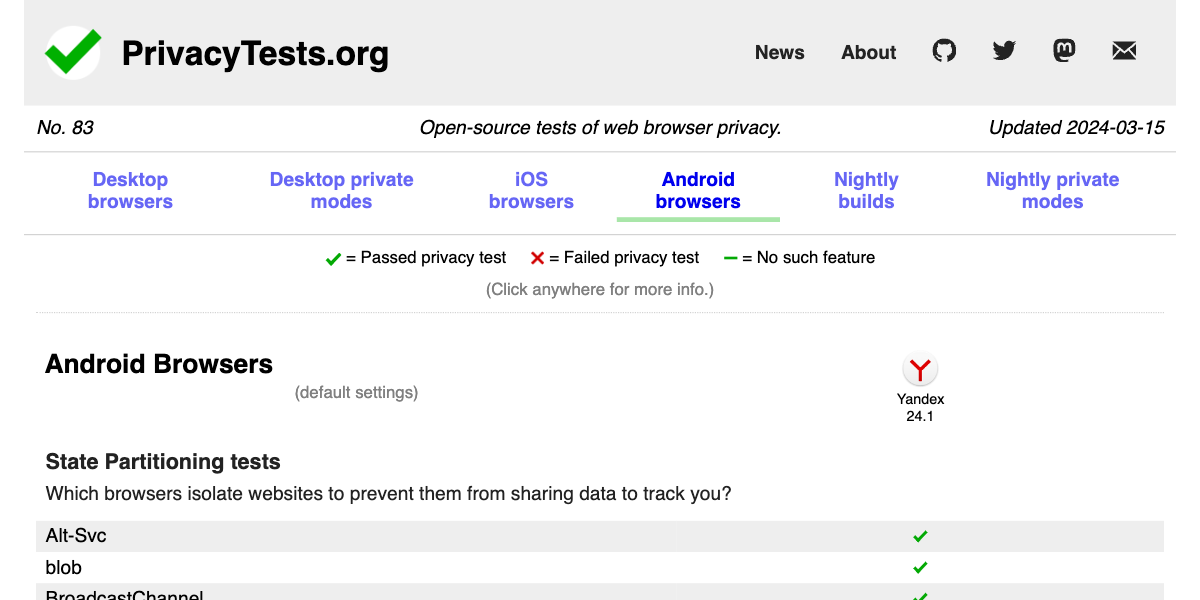 PrivacyTests.org
News About
No. 83 Open-source tests of web browser privacy. Updated 2024-03-15
Desktop browsers Desktop private modes iOS browsers Android browsers Nightly builds Nightly private modes
= Passed privacy test = Failed privacy test = No such feature
(Click anywhere for more info.)
Android Browsers
(default settings)
Yandex
24.1
State Partitioning tests
Which browsers isolate websites to prevent them from sharing data to track you?
Alt-Svc
blob
BroadcastChannel